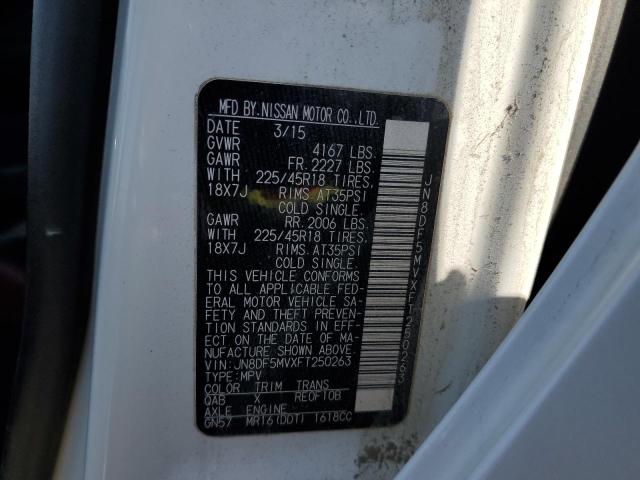 MFD BY.NISSAN MOTOR CO.,LTD.
DATE 3/15
GVWR 4167 LBS.
GAWR FR. 2227 LBS.
WITH 225/45R18 TIRES,
18X7J RIMS AT35PSI
COLD SINGLE.
GAWR RR. 2006 LBS.
WITH 225/45R18 TIRES,
18X7J RIMS. AT35PSI
COLD SINGLE.
THIS VEHICLE CONFORMS
TO ALL APPLICABLE FED-
ERAL MOTOR VEHICLE SA-
FETY AND THEFT PREVEN-
TION STANDARDS IN EFF-
ECT ON THE DATE OF MA-
NUFACTURE SHOWN ABOVE.
VIN:JN8DF5MVXFT250263
TYPE:MPV
COLOR TRIM TRANS
QAB X RE0F10B
AXLE ENGINE
GN57 MR16(DDT) 1618CC
JN8DF5MVXFT250263